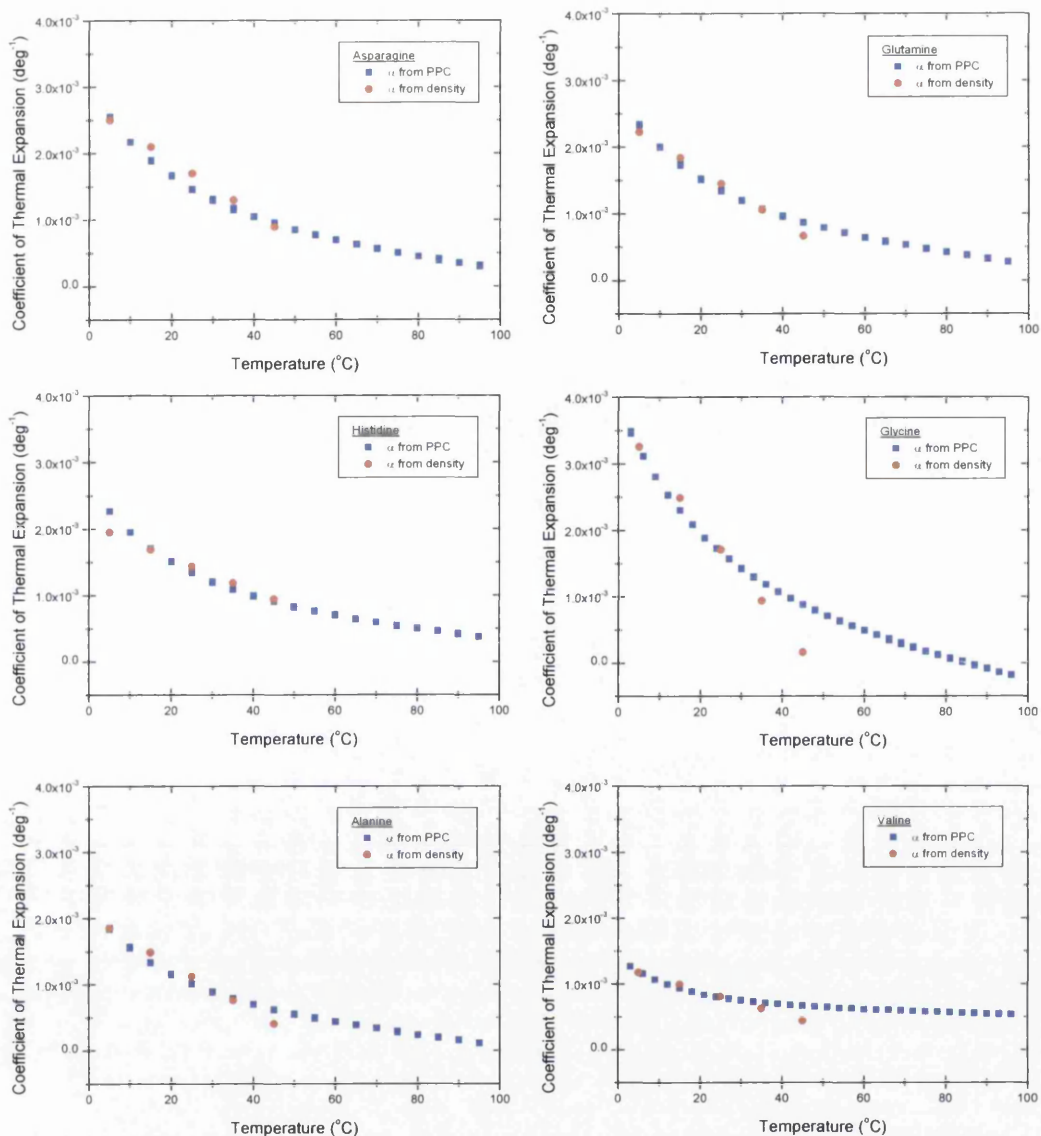 Coefficient of Thermal Expansion (deg⁻¹)
4.0x10⁻³
3.0x10⁻³
2.0x10⁻³
1.0x10⁻³
0.0
Asparagine
α from PPC
α from density
0 20 40 60 80 100
Temperature (°C)
Coefficient of Thermal Expansion (deg⁻¹)
4.0x10⁻³
3.0x10⁻³
2.0x10⁻³
1.0x10⁻³
0.0
Glutamine
α from PPC
α from density
0 20 40 60 80 100
Temperature (°C)
Coefficient of Thermal Expansion (deg⁻¹)
4.0x10⁻³
3.0x10⁻³
2.0x10⁻³
1.0x10⁻³
0.0
Histidine
α from PPC
α from density
0 20 40 60 80 100
Temperature (°C)
Coefficient of Thermal Expansion (deg⁻¹)
4.0x10⁻³
3.0x10⁻³
2.0x10⁻³
1.0x10⁻³
0.0
Glycine
α from PPC
α from density
0 20 40 60 80 100
Temperature (°C)
Coefficient of Thermal Expansion (deg⁻¹)
4.0x10⁻³
3.0x10⁻³
2.0x10⁻³
1.0x10⁻³
0.0
Alanine
α from PPC
α from density
0 20 40 60 80 100
Temperature (°C)
Coefficient of Thermal Expansion (deg⁻¹)
4.0x10⁻³
3.0x10⁻³
2.0x10⁻³
1.0x10⁻³
0.0
Valine
α from PPC
α from density
0 20 40 60 80 100
Temperature (°C)